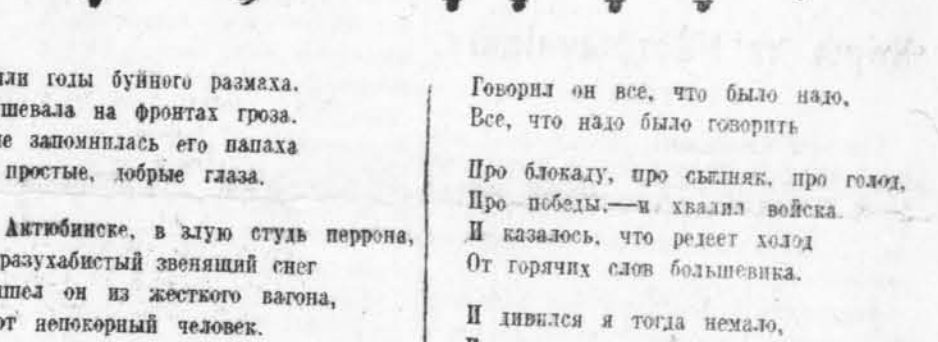 или годы буйного размаха.
шевала на фронтах гроза.
е запомнилась его папаха
простые, добрые глаза.
Актюбинске, в злую студь перрона,
разухабистый звенящий снег
шел он из жесткого вагона,
от непокорный человек.
Говорил он все, что было надо,
Все, что надо было говорить
Про блокаду, про сыпняк, про голод,
Про победы,—и хвалил войска.
И казалось, что редеет холод
От горячих слов большевика.
И дивился я тогда немало,